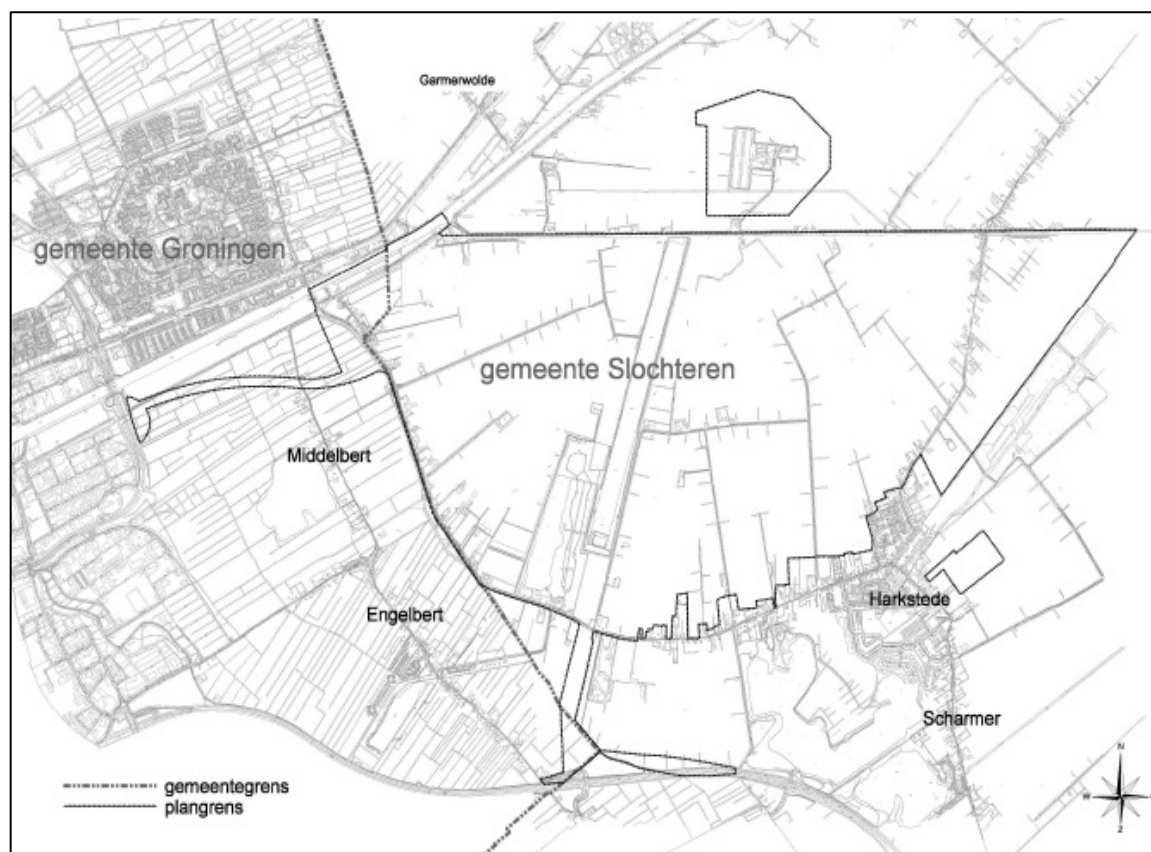 Garmerwolde
gemeente Groningen
gemeente Slochteren
Middelbert
Engelbert
Harkstede
Scharmer
gemeentegrens
plangrens
N
W
Z